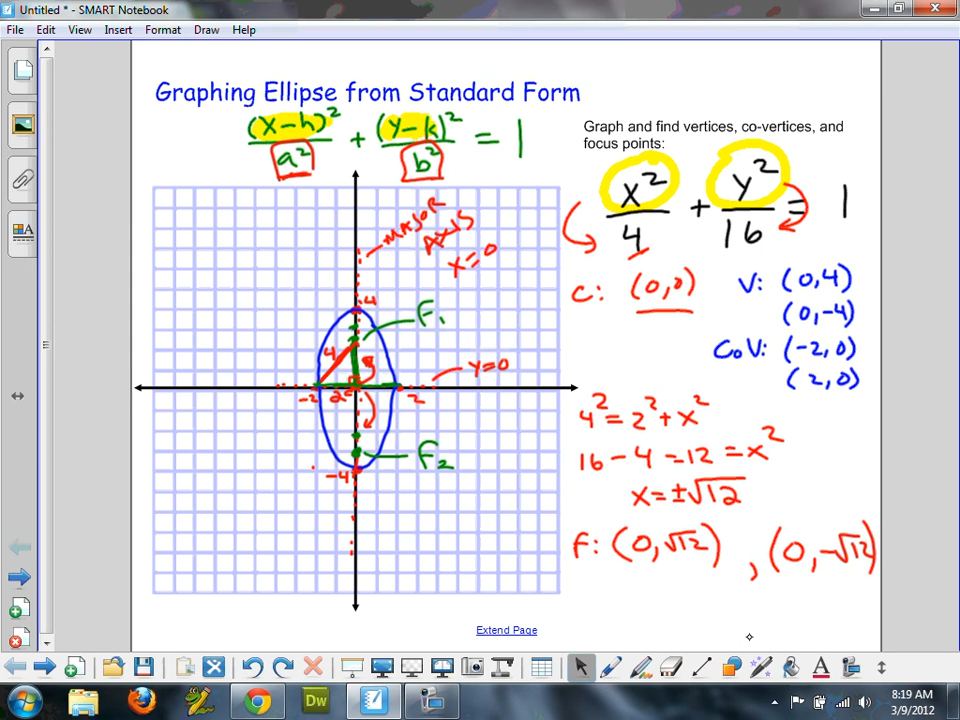 Untitled * - SMART Notebook
File Edit View Insert Format Draw Help
Graphing Ellipse from Standard Form
(x-h)²/a² + (y-k)²/b² = 1
Graph and find vertices, co-vertices, and
focus points:
x²/4 + y²/16 = 1
MAJOR
AXIS
x=0
C: (0,0)
V: (0,4)
(0,-4)
CoV: (-2,0)
(2,0)
4
F₁
4
y=0
-2
2
2
F₂
-4
4² = 2² + x²
16 - 4 = 12 = x²
x = ±√12
F: (0,√12) , (0,-√12)
Extend Page
Dw
8:19 AM
3/9/2012